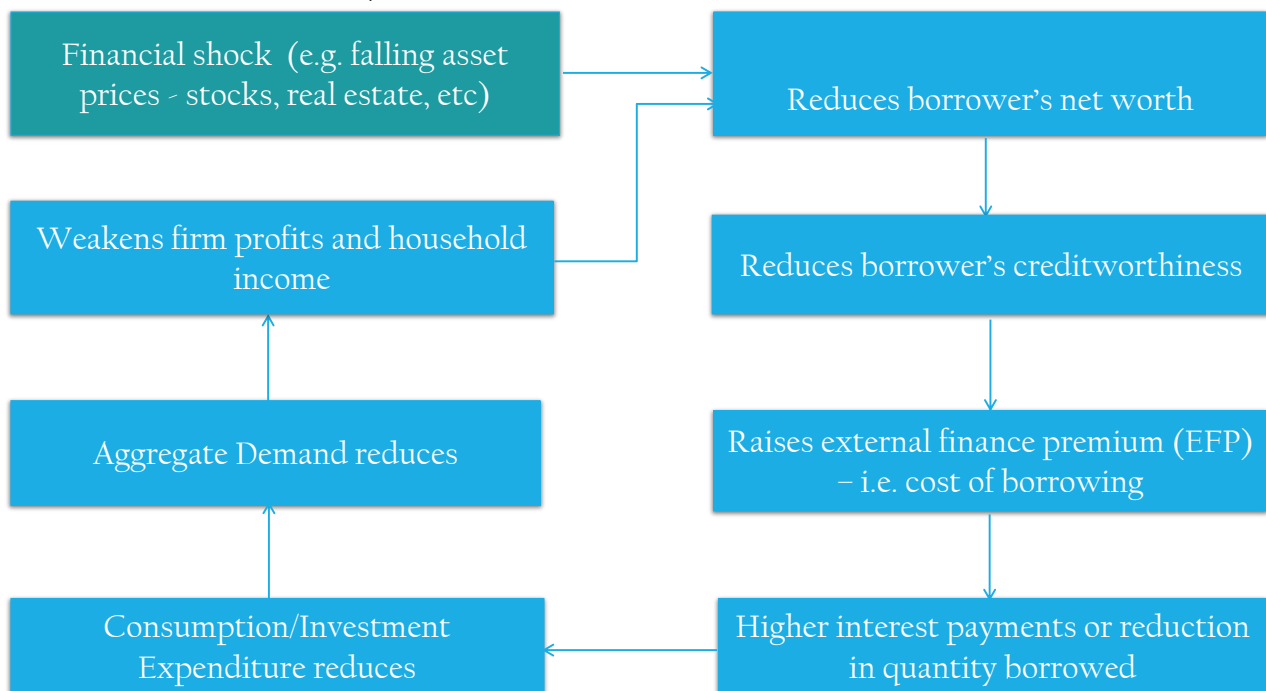 Financial shock (e.g. falling asset
prices - stocks, real estate, etc)
Reduces borrower's net worth
Weakens firm profits and household
income
Reduces borrower's creditworthiness
Aggregate Demand reduces
Raises external finance premium (EFP)
– i.e. cost of borrowing
Consumption/Investment
Expenditure reduces
Higher interest payments or reduction
in quantity borrowed